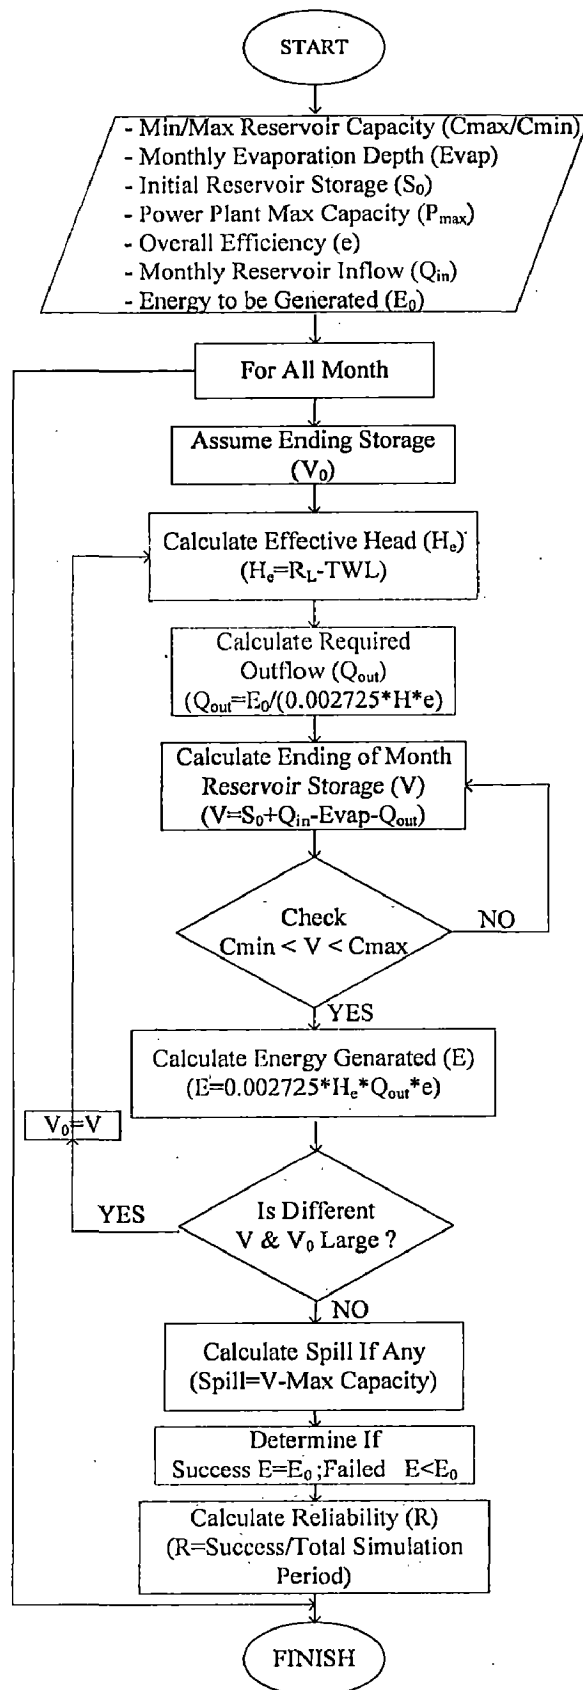 START
- Min/Max Reservoir Capacity (Cmax/Cmin)
- Monthly Evaporation Depth (Evap)
- Initial Reservoir Storage (S₀)
- Power Plant Max Capacity (Pmax)
- Overall Efficiency (e)
- Monthly Reservoir Inflow (Qin)
- Energy to be Generated (E₀)
For All Month
Assume Ending Storage
(V₀)
Calculate Effective Head (He)
(He=RL-TWL)
Calculate Required
Outflow (Qout)
(Qout=E₀/(0.002725*H*e)
Calculate Ending of Month
Reservoir Storage (V)
(V=S₀+Qin-Evap-Qout)
Check
Cmin < V < Cmax
NO
YES
Calculate Energy Genarated (E)
(E=0.002725*He*Qout*e)
V₀=V
YES
Is Different
V & V₀ Large ?
NO
Calculate Spill If Any
(Spill=V-Max Capacity)
Determine If
Success E=E₀;Failed E<E₀
Calculate Reliability (R)
(R=Success/Total Simulation
Period)
FINISH